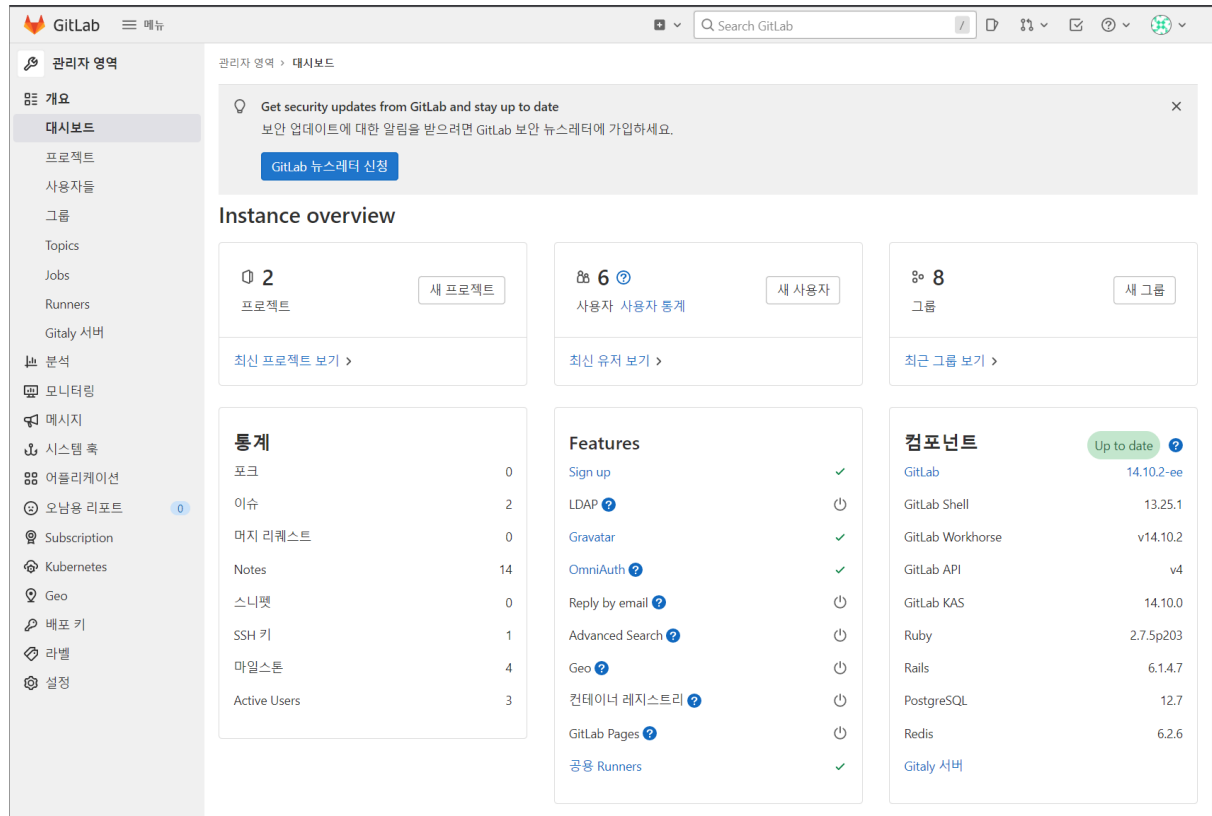 GitLab 메뉴 Search GitLab /
관리자 영역
개요
대시보드
프로젝트
사용자들
그룹
Topics
Jobs
Runners
Gitaly 서버
분석
모니터링
메시지
시스템 훅
어플리케이션
오남용 리포트 0
Subscription
Kubernetes
Geo
배포 키
라벨
설정
관리자 영역 › 대시보드
Get security updates from GitLab and stay up to date
보안 업데이트에 대한 알림을 받으려면 GitLab 보안 뉴스레터에 가입하세요.
GitLab 뉴스레터 신청
Instance overview
2 새 프로젝트
프로젝트
최신 프로젝트 보기
6 새 사용자
사용자 사용자 통계
최신 유저 보기
8 새 그룹
그룹
최근 그룹 보기
통계
포크 0
이슈 2
머지 리퀘스트 0
Notes 14
스니펫 0
SSH 키 1
마일스톤 4
Active Users 3
Features
Sign up
LDAP
Gravatar
OmniAuth
Reply by email
Advanced Search
Geo
컨테이너 레지스트리
GitLab Pages
공용 Runners
컴포넌트 Up to date
GitLab 14.10.2-ee
GitLab Shell 13.25.1
GitLab Workhorse v14.10.2
GitLab API v4
GitLab KAS 14.10.0
Ruby 2.7.5p203
Rails 6.1.4.7
PostgreSQL 12.7
Redis 6.2.6
Gitaly 서버